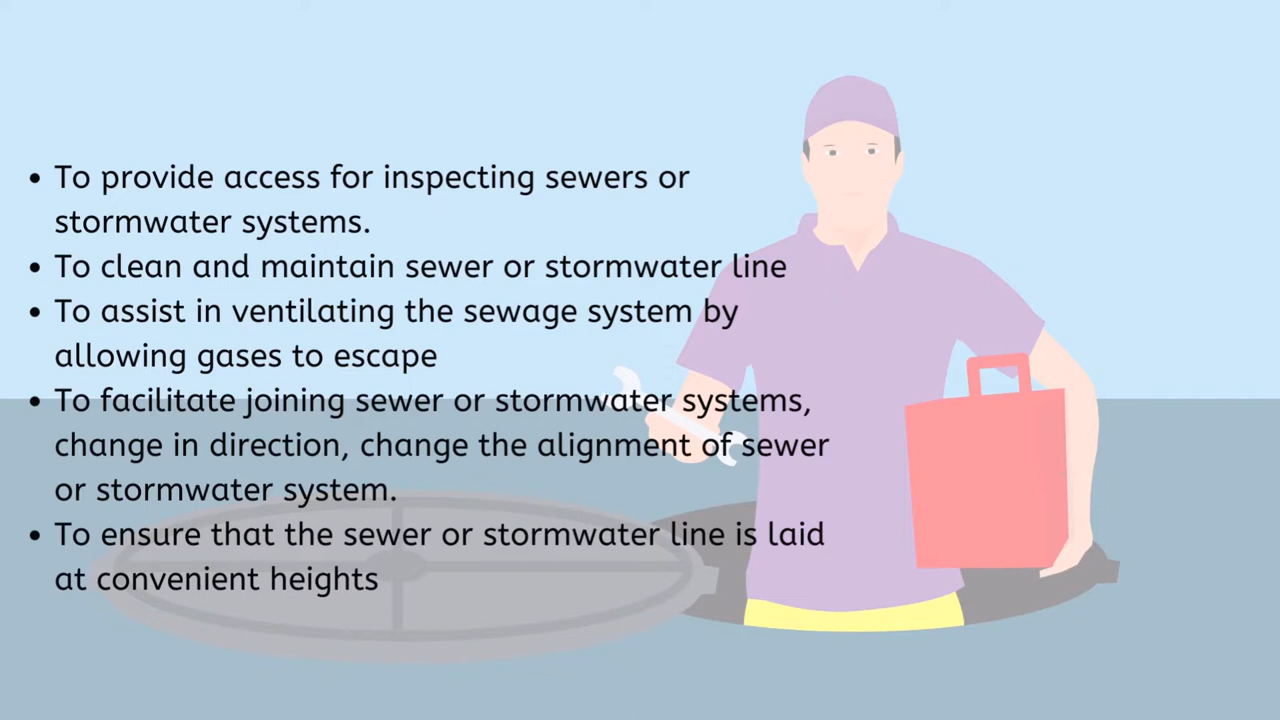 • To provide access for inspecting sewers or
stormwater systems.
• To clean and maintain sewer or stormwater line
• To assist in ventilating the sewage system by
allowing gases to escape
• To facilitate joining sewer or stormwater systems,
change in direction, change the alignment of sewer
or stormwater system.
• To ensure that the sewer or stormwater line is laid
at convenient heights